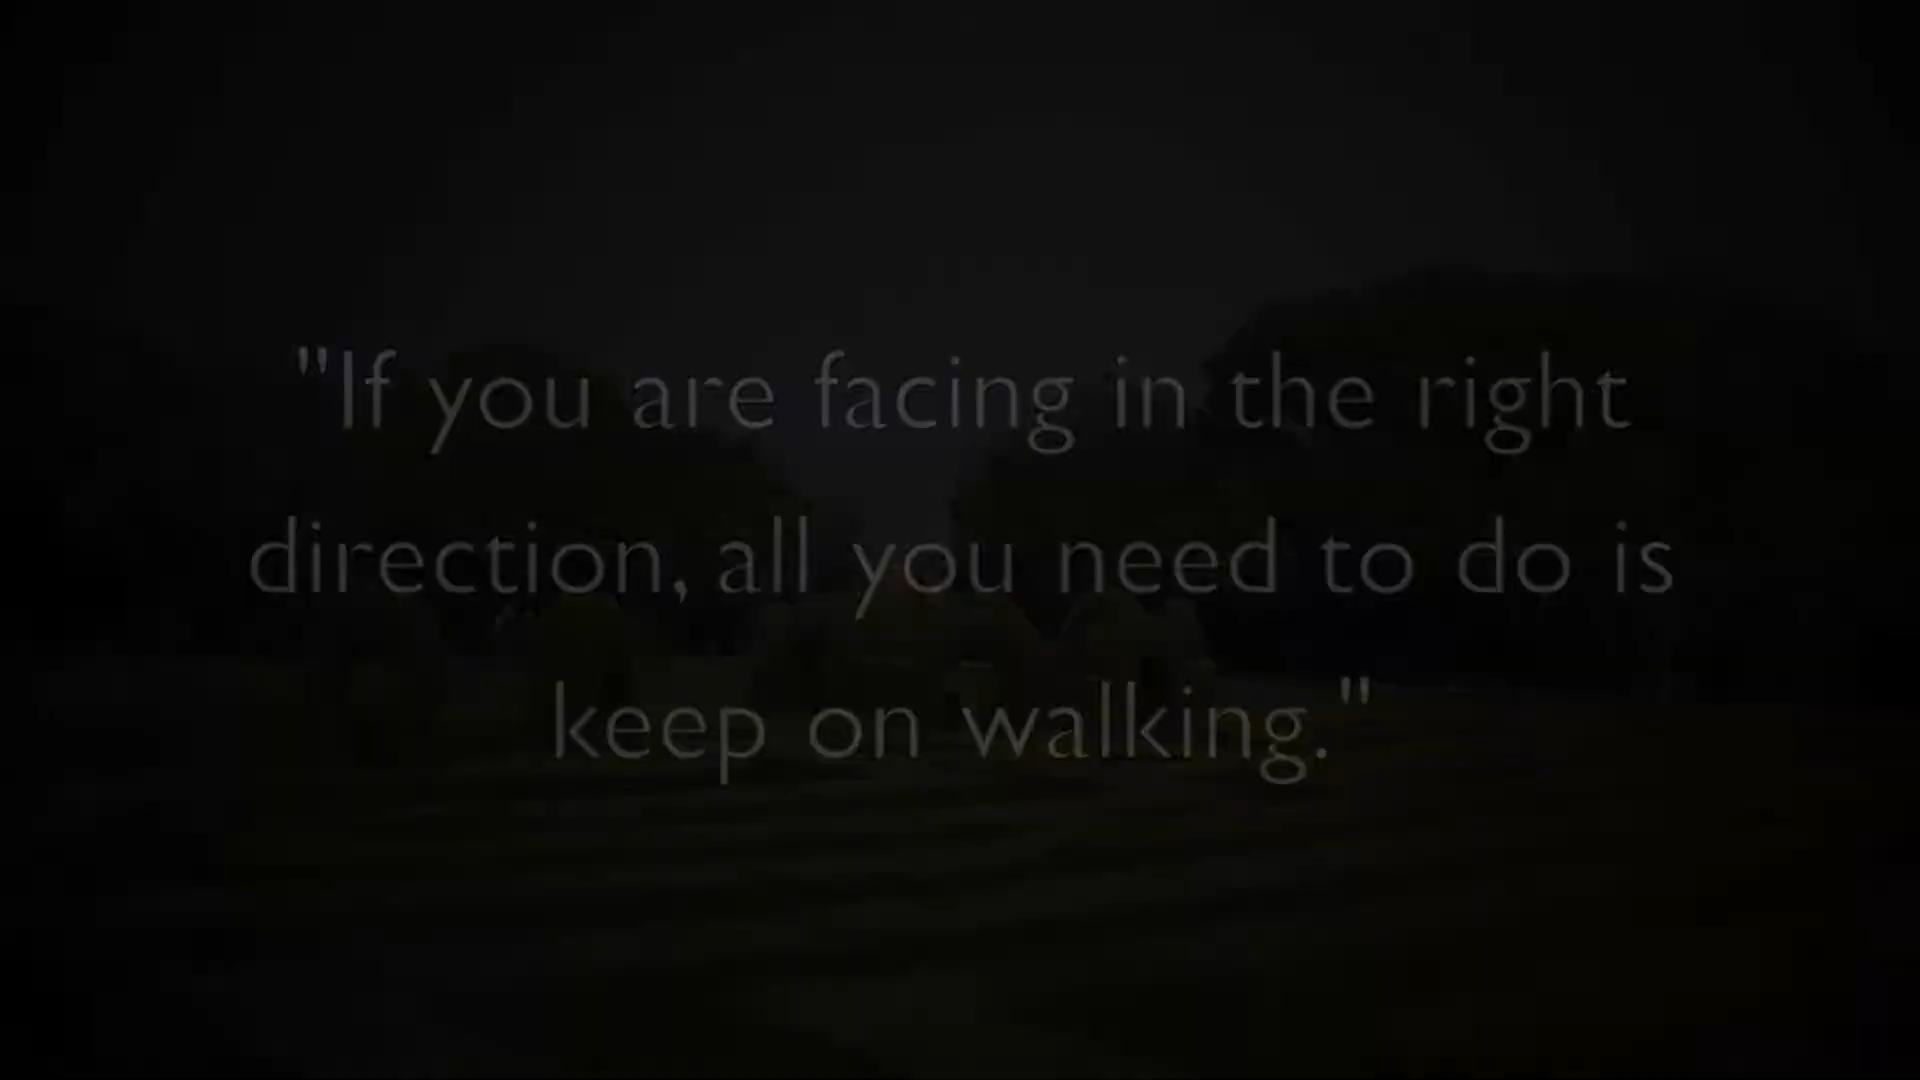 "If you are facing in the right
direction, all you need to do is
keep on walking."